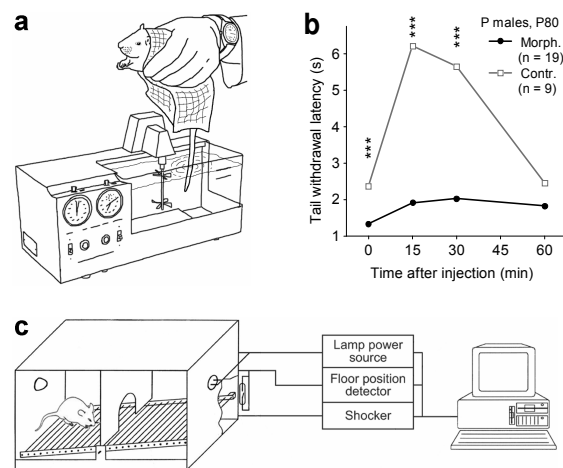 a
b
P males, P80
Morph.
(n = 19)
Contr.
(n = 9)
Tail withdrawal latency (s)
6
5
4
3
2
1
***
***
***
0
15
30
45
60
Time after injection (min)
c
Lamp power
source
Floor position
detector
Shocker